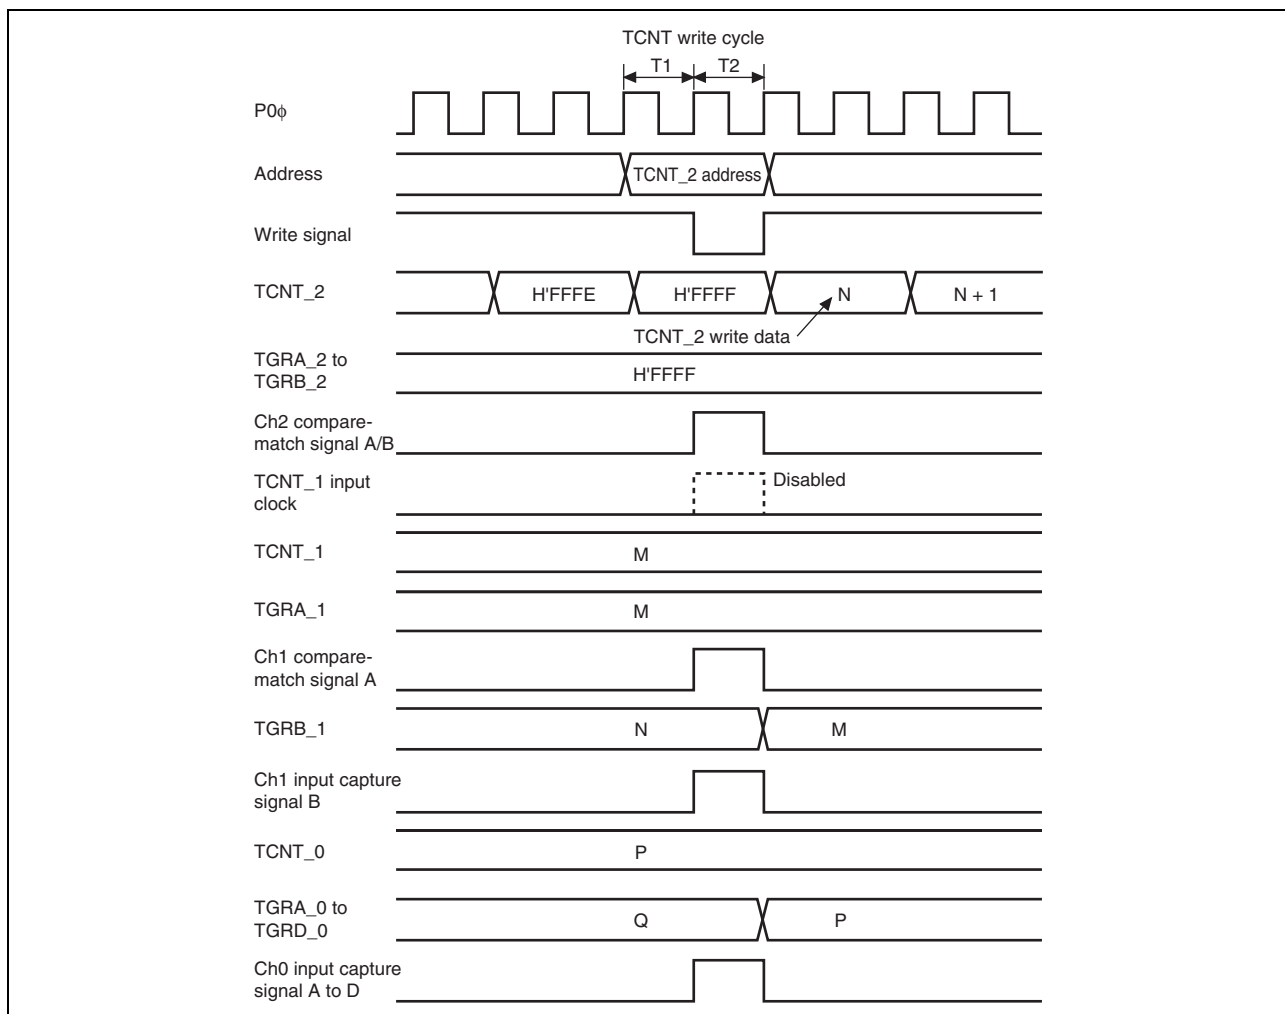 TCNT write cycle
T1 T2
P0φ
Address
TCNT_2 address
Write signal
TCNT_2
H'FFFE H'FFFF N N + 1
TCNT_2 write data
TGRA_2 to
TGRB_2
H'FFFF
Ch2 compare-
match signal A/B
TCNT_1 input
clock
Disabled
TCNT_1
M
TGRA_1
M
Ch1 compare-
match signal A
TGRB_1
N M
Ch1 input capture
signal B
TCNT_0
P
TGRA_0 to
TGRD_0
Q P
Ch0 input capture
signal A to D